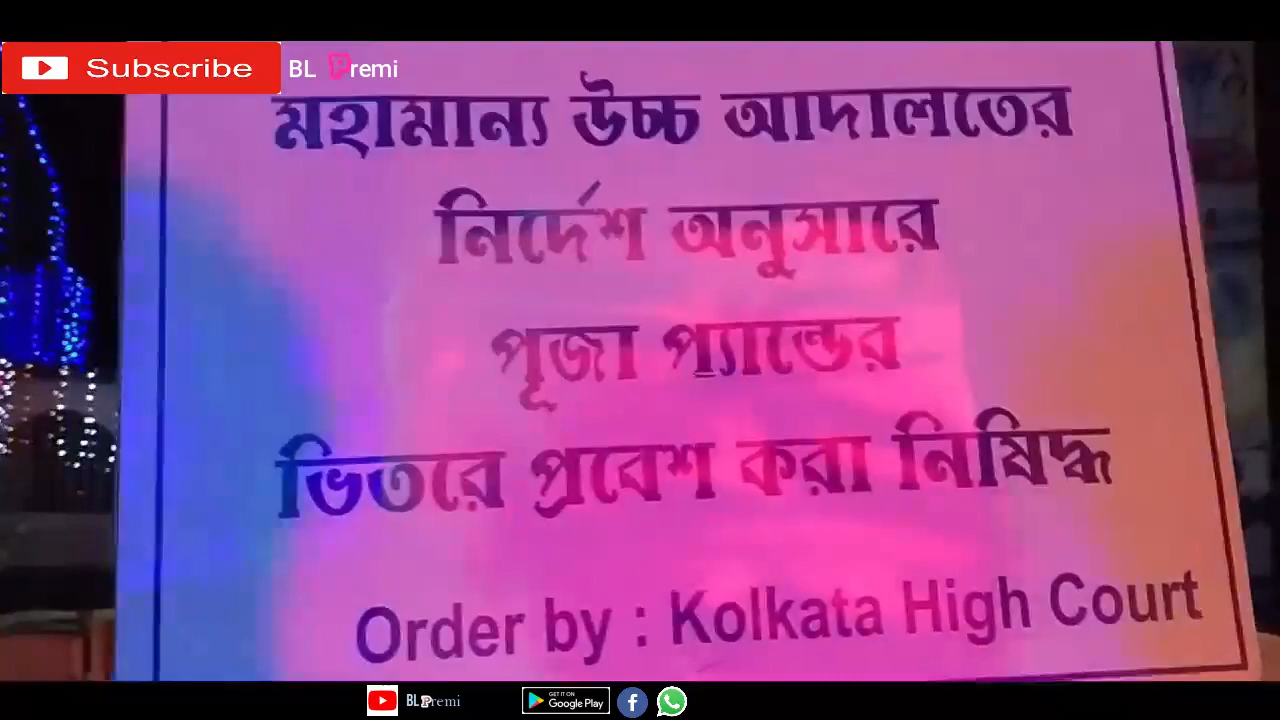 Subscribe BL Premi
মহামান্য উচ্চ আদালতের
নির্দেশ অনুসারে
পূজা প্যান্ডের
ভিতরে প্রবেশ করা নিষিদ্ধ
Order by : Kolkata High Court
BL Premi GET IT ON Google Play